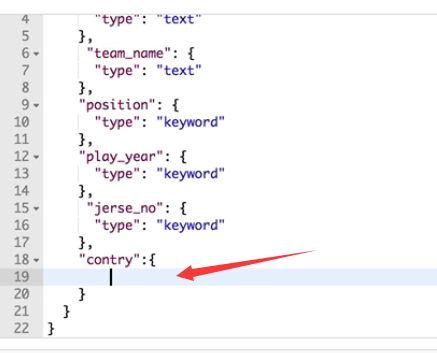 4 "type": "text"
5 },
6 "team_name": {
7 "type": "text"
8 },
9 "position": {
10 "type": "keyword"
11 },
12 "play_year": {
13 "type": "keyword"
14 },
15 "jerse_no": {
16 "type": "keyword"
17 },
18 "contry":{
19
20 }
21 }
22 }